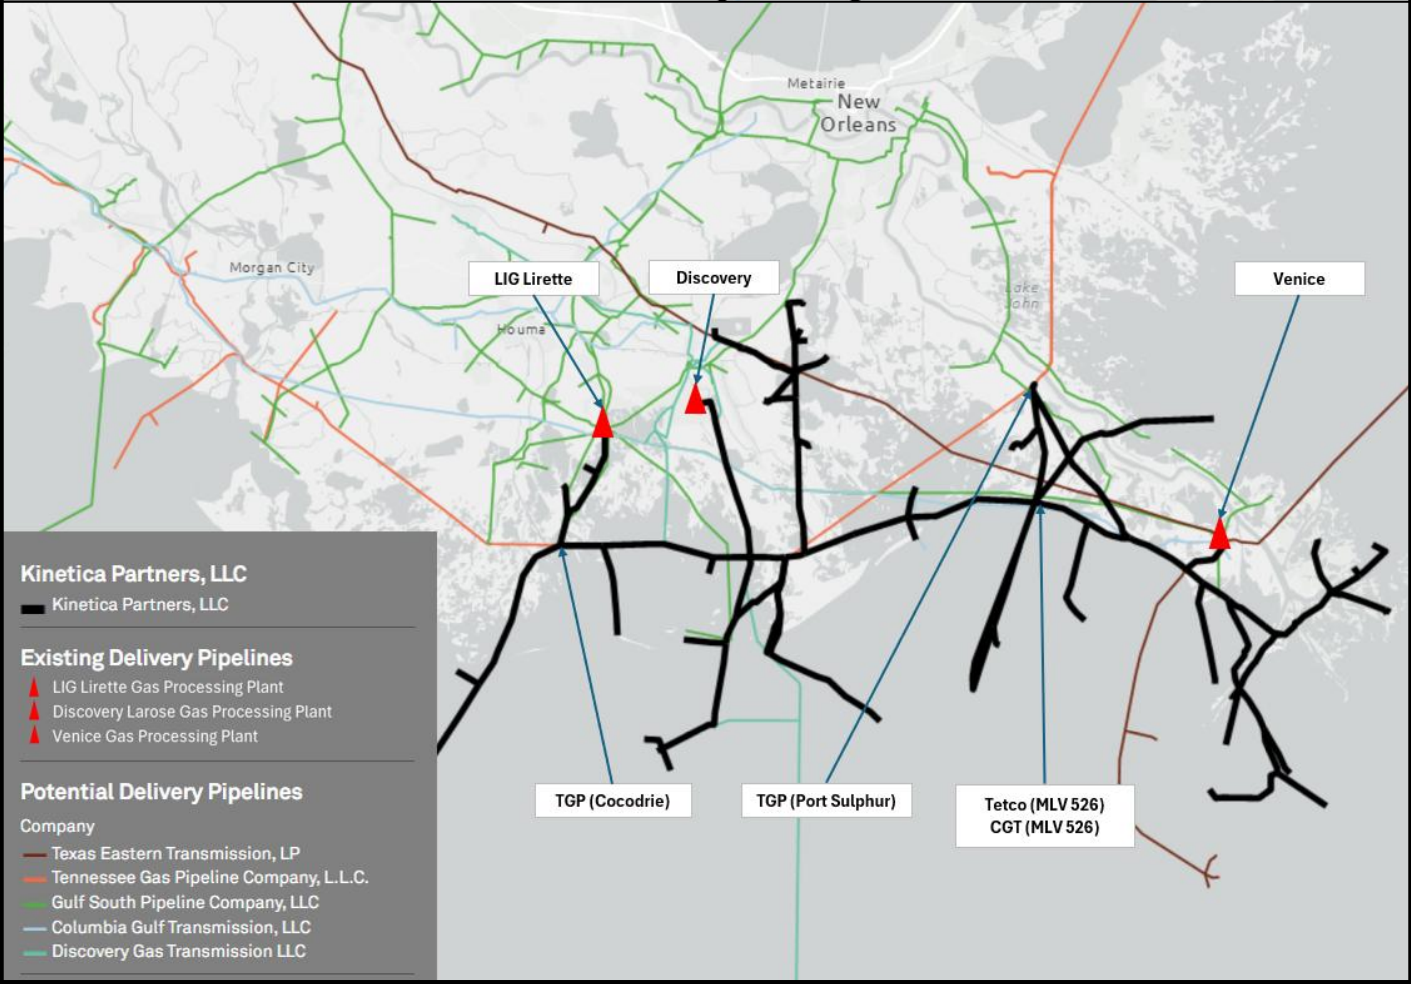 Metairie
New
Orleans
Morgan City
LIG Lirette
Discovery
Venice
Lake
John
Houma
Kinetica Partners, LLC
Kinetica Partners, LLC
Existing Delivery Pipelines
LIG Lirette Gas Processing Plant
Discovery Larose Gas Processing Plant
Venice Gas Processing Plant
Potential Delivery Pipelines
Company
Texas Eastern Transmission, LP
Tennessee Gas Pipeline Company, L.L.C.
Gulf South Pipeline Company, LLC
Columbia Gulf Transmission, LLC
Discovery Gas Transmission LLC
TGP (Cocodrie)
TGP (Port Sulphur)
Tetco (MLV 526)
CGT (MLV 526)